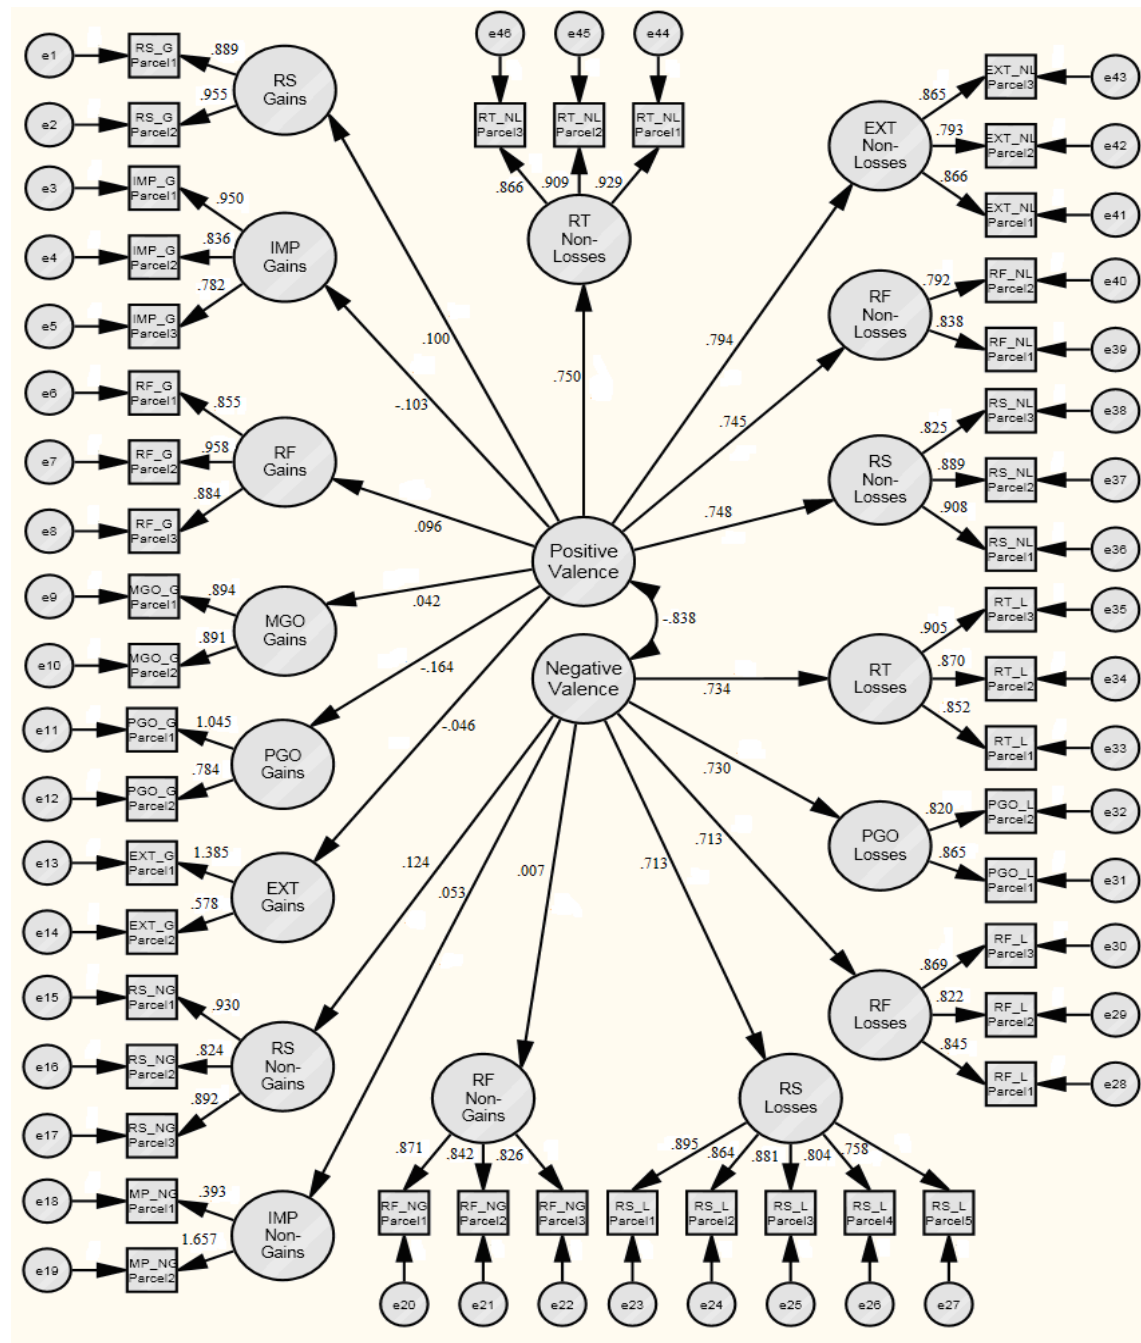 e1
RS_G
Parcel1
.889
e2
RS_G
Parcel2
.955
RS
Gains
e3
IMP_G
Parcel1
.950
e4
IMP_G
Parcel2
.836
e5
IMP_G
Parcel3
.782
IMP
Gains
e6
RF_G
Parcel1
.855
e7
RF_G
Parcel2
.958
e8
RF_G
Parcel3
.884
RF
Gains
e9
MGO_G
Parcel1
.894
e10
MGO_G
Parcel2
.891
MGO
Gains
e11
PGO_G
Parcel1
1.045
e12
PGO_G
Parcel2
.784
PGO
Gains
e13
EXT_G
Parcel1
1.385
e14
EXT_G
Parcel2
.578
EXT
Gains
e15
RS_NG
Parcel1
.930
e16
RS_NG
Parcel2
.824
e17
RS_NG
Parcel3
.892
RS
Non-
Gains
e18
MP_NG
Parcel1
.393
e19
MP_NG
Parcel2
1.657
IMP
Non-
Gains
e46
e45
e44
RT_NL
Parcel3
RT_NL
Parcel2
RT_NL
Parcel1
.866
.909
.929
RT
Non-
Losses
.100
-.103
.096
.042
-.164
-.046
.750
.794
.745
.748
Positive
Valence
-.838
Negative
Valence
.734
.730
.713
.713
.007
.053
.124
EXT
Non-
Losses
.865
EXT_NL
Parcel3
e43
.793
EXT_NL
Parcel2
e42
.866
EXT_NL
Parcel1
e41
RF
Non-
Losses
.792
RF_NL
Parcel2
e40
.838
RF_NL
Parcel1
e39
RS
Non-
Losses
.825
RS_NL
Parcel3
e38
.889
RS_NL
Parcel2
e37
.908
RS_NL
Parcel1
e36
RT
Losses
.905
RT_L
Parcel3
e35
.870
RT_L
Parcel2
e34
.852
RT_L
Parcel1
e33
PGO
Losses
.820
PGO_L
Parcel2
e32
.865
PGO_L
Parcel1
e31
RF
Losses
.869
RF_L
Parcel3
e30
.822
RF_L
Parcel2
e29
.845
RF_L
Parcel1
e28
RF
Non-
Gains
.871
.842
.826
RF_NG
Parcel1
RF_NG
Parcel2
RF_NG
Parcel3
e20
e21
e22
RS
Losses
.895
.864
.881
.804
.758
RS_L
Parcel1
RS_L
Parcel2
RS_L
Parcel3
RS_L
Parcel4
RS_L
Parcel5
e23
e24
e25
e26
e27